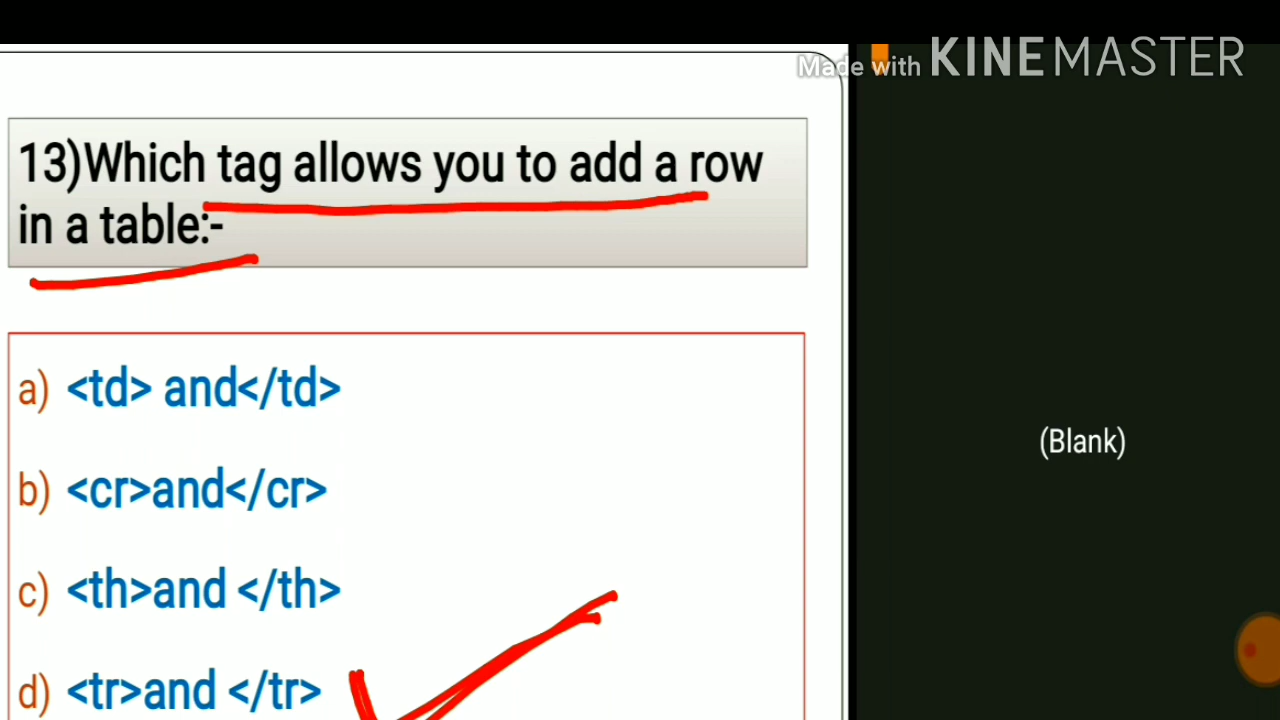 Made with KINEMASTER
13)Which tag allows you to add a row
in a table:-
a) <td> and</td>
b) <cr>and</cr>
(Blank)
c) <th>and </th>
d) <tr>and </tr>